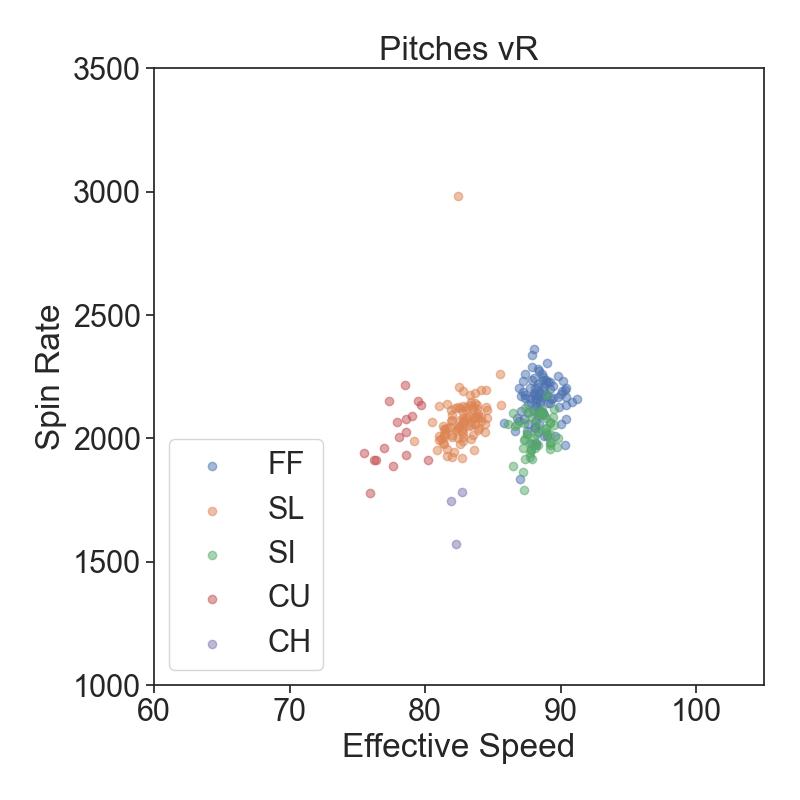 Pitches vR
3500
3000
2500
2000
1500
1000
Spin Rate
FF
SL
SI
CU
CH
60 70 80 90 100
Effective Speed